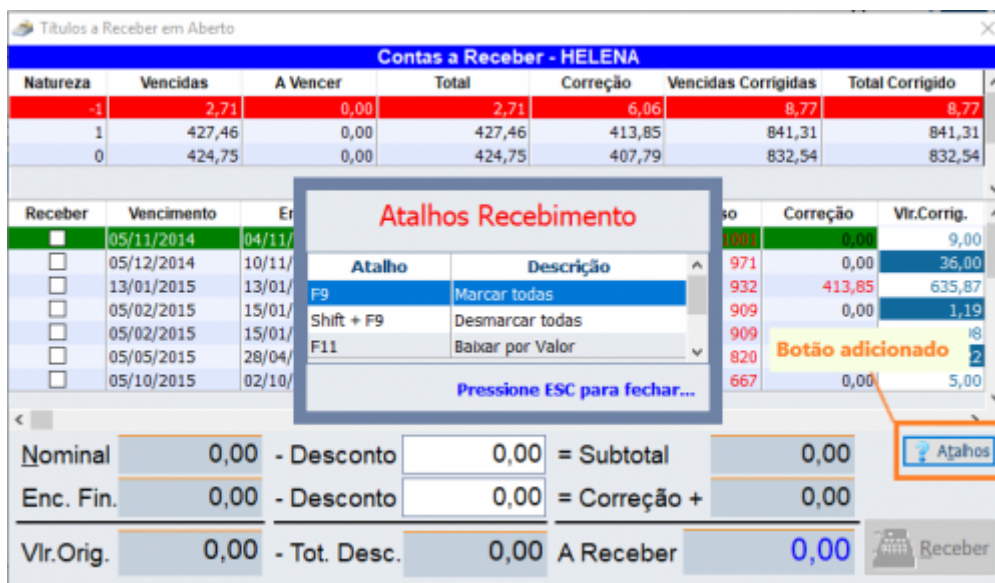 Títulos a Receber em Aberto
Contas a Receber - HELENA
Natureza Vencidas A Vencer Total Correção Vencidas Corrigidas Total Corrigido
-1 2,71 0,00 2,71 6,06 8,77 8,77
1 427,46 0,00 427,46 413,85 841,31 841,31
0 424,75 0,00 424,75 407,79 832,54 832,54
Receber Vencimento Correção Vlr.Corrig.
05/11/2014 04/11/ 1001 0,00 9,00
05/12/2014 10/11/ 971 0,00 36,00
13/01/2015 13/01/ 932 413,85 635,87
05/02/2015 15/01/ 909 0,00 1,19
05/02/2015 15/01/ 909
05/05/2015 28/04/ 820
05/10/2015 02/10/ 667 0,00 5,00
Atalhos Recebimento
Atalho Descrição
F9 Marcar todas
Shift + F9 Desmarcar todas
F11 Baixar por Valor
Pressione ESC para fechar...
Botão adicionado
Nominal 0,00 - Desconto 0,00 = Subtotal 0,00
Atalhos
Enc. Fin. 0,00 - Desconto 0,00 = Correção + 0,00
Vlr.Orig. 0,00 - Tot. Desc. 0,00 A Receber 0,00
Receber